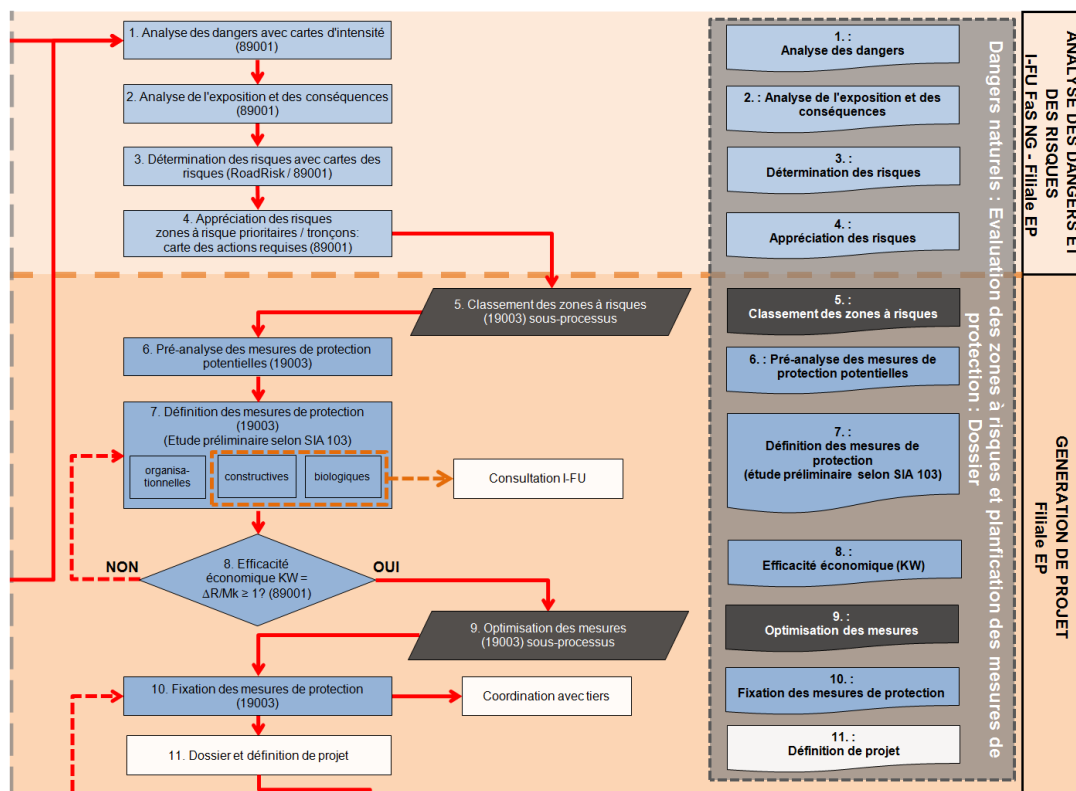 1. Analyse des dangers avec cartes d'intensité
(89001)
2. Analyse de l'exposition et des conséquences
(89001)
3. Détermination des risques avec cartes des
risques (RoadRisk / 89001)
4. Appréciation des risques
zones à risque prioritaires / tronçons:
carte des actions requises (89001)
5. Classement des zones à risques
(19003) sous-processus
6. Pré-analyse des mesures de protection
potentielles (19003)
7. Définition des mesures de protection
(19003)
(Etude préliminaire selon SIA 103)
organisa-
tionnelles
constructives
biologiques
Consultation I-FU
NON
8. Efficacité
économique KW =
ΔR/Mk ≥ 1? (89001)
OUI
9. Optimisation des mesures
(19003) sous-processus
10. Fixation des mesures de protection
(19003)
Coordination avec tiers
11. Dossier et définition de projet
1. :
Analyse des dangers
2. : Analyse de l'exposition et des
conséquences
3. :
Détermination des risques
4. :
Appréciation des risques
5. :
Classement des zones à risques
6. : Pré-analyse des mesures de
protection potentielles
7. :
Définition des mesures de
protection
(étude préliminaire selon SIA 103)
8. :
Efficacité économique (KW)
9. :
Optimisation des mesures
10. :
Fixation des mesures de protection
11. :
Définition de projet
Dangers naturels : Evaluation des zones à risques et planfication des mesures de
protection : Dossier
ANALYSE DES DANGERS ET
DES RISQUES
I-FU FaS NG - Filiale EP
GENERATION DE PROJET
Filiale EP